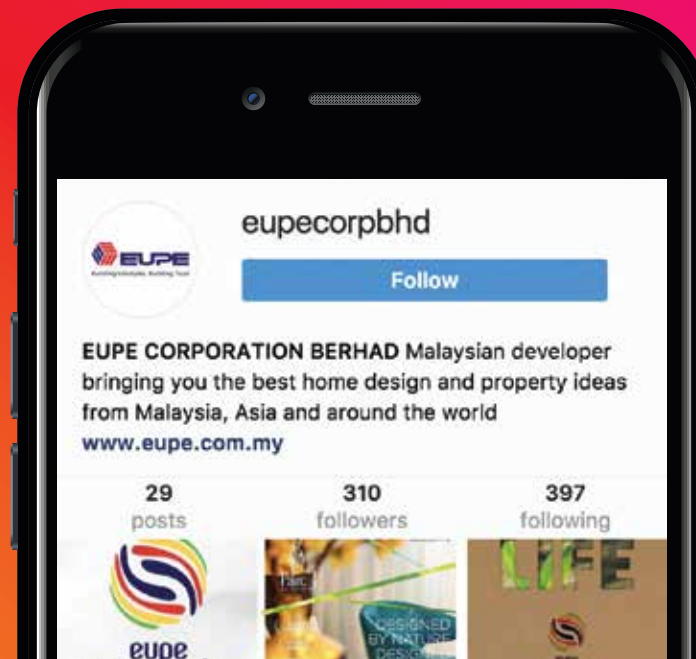 eupecorpbhd
EUPE
Follow
EUPE CORPORATION BERHAD Malaysian developer
bringing you the best home design and property ideas
from Malaysia, Asia and around the world
www.eupe.com.my
29 310 397
posts followers following
LIFE
DESIGNED
BY NATURE
DESIGNED
eupe